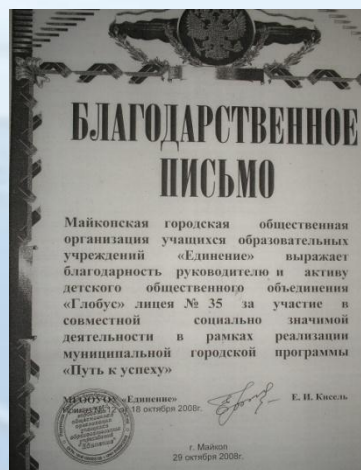 БЛАГОДАРСТВЕННОЕ
ПИСЬМО
Майкопская городская общественная
организация учащихся образовательных
учреждений «Единение» выражает
благодарность руководителю и активу
детского общественного объединения
«Глобус» лицея № 35 за участие в
совместной социально значимой
деятельности в рамках реализации
муниципальной городской программы
«Путь к успеху»
«Единение» Е. И. Кисель
12 от 18 октября 2008г.
г. Майкоп
29 октября 2008г.